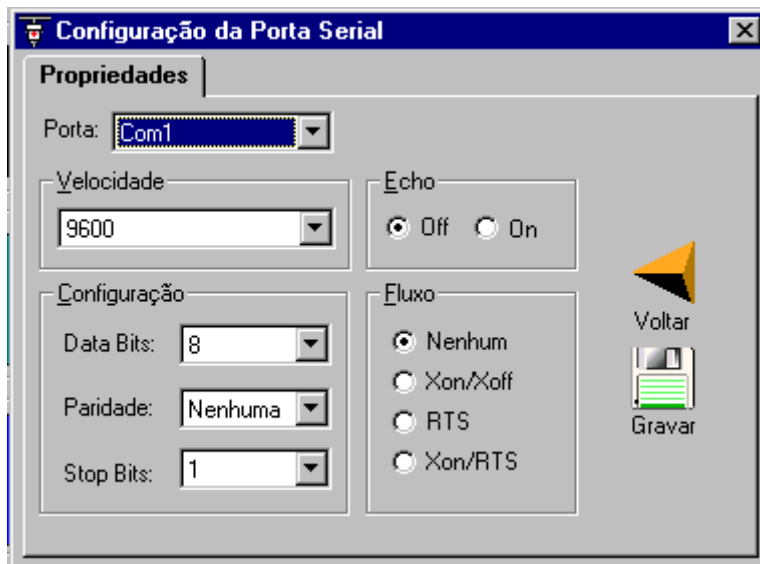 Configuração da Porta Serial
Propriedades
Porta: Com1
Velocidade
9600
Echo
Off On
Configuração
Data Bits: 8
Paridade: Nenhuma
Stop Bits: 1
Fluxo
Nenhum
Xon/Xoff
RTS
Xon/RTS
Voltar
Gravar